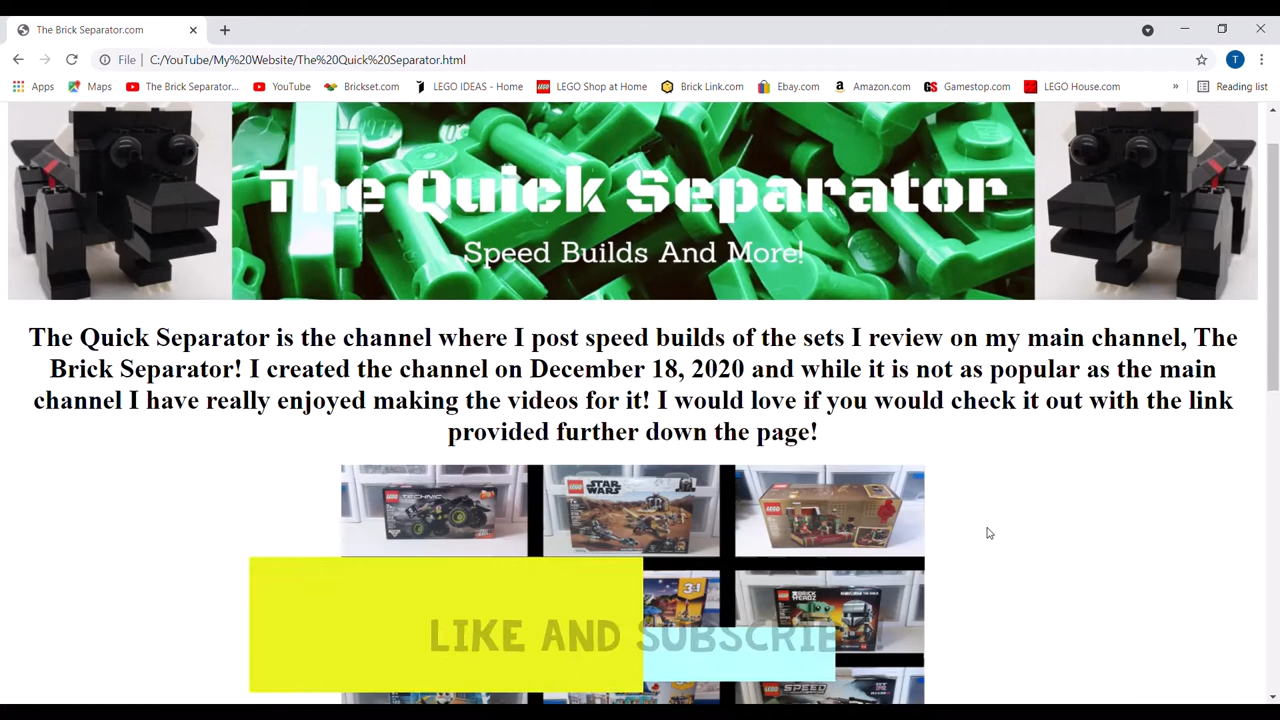 The Brick Separator.com
File
C:/YouTube/My%20Website/The%20Quick%20Separator.html
T
Apps
Maps
The Brick Separator...
YouTube
Brickset.com
LEGO IDEAS - Home
LEGO Shop at Home
Brick Link.com
Ebay.com
Amazon.com
Gamestop.com
LEGO House.com
»
Reading list
The Quick Separator
Speed Builds And More!
The Quick Separator is the channel where I post speed builds of the sets I review on my main channel, The
Brick Separator! I created the channel on December 18, 2020 and while it is not as popular as the main
channel I have really enjoyed making the videos for it! I would love if you would check it out with the link
provided further down the page!
LEGO TECHNIC
LEGO STAR WARS
LEGO
3in1
LEGO BRICK HEADZ
LIKE AND SUBSCRIBE
LEGO SPEED